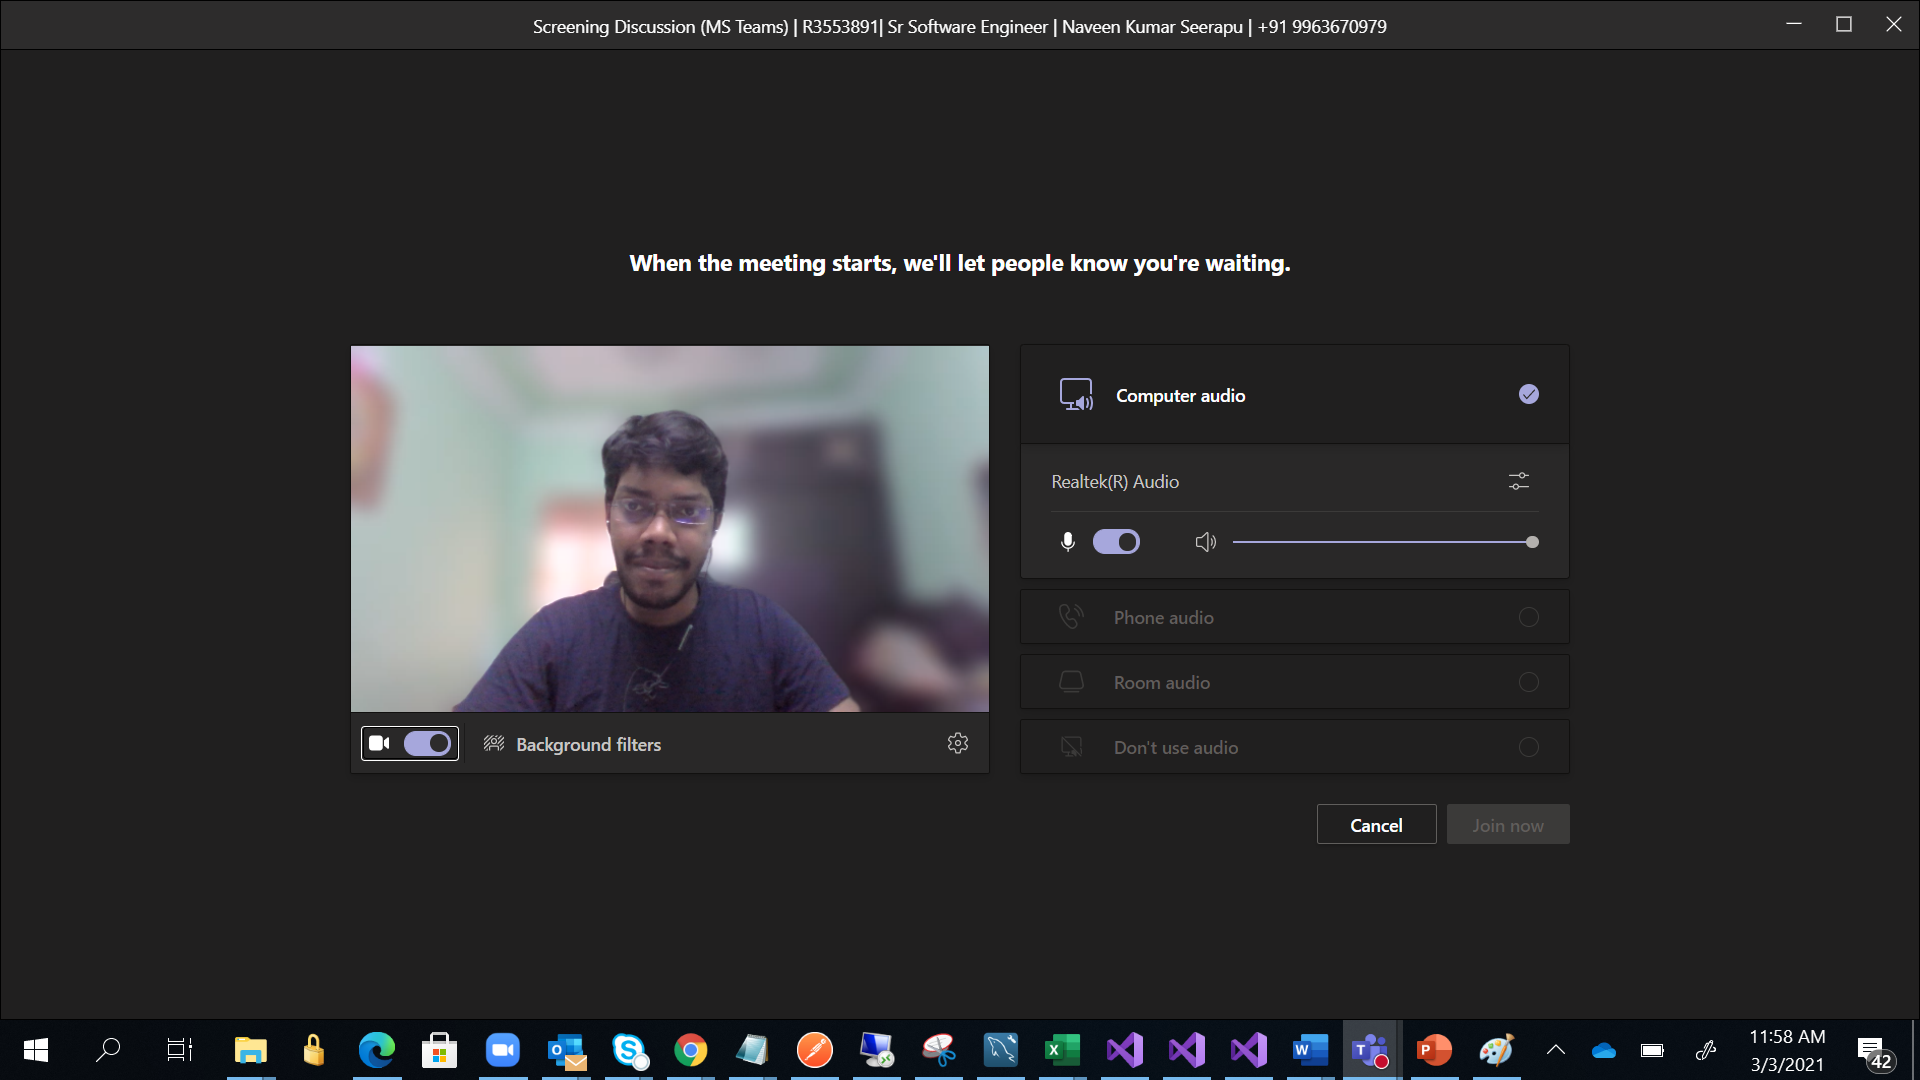 Screening Discussion (MS Teams) | R3553891| Sr Software Engineer | Naveen Kumar Seerapu | +91 9963670979
When the meeting starts, we'll let people know you're waiting.
Computer audio
Realtek(R) Audio
Phone audio
Room audio
Don't use audio
Background filters
Cancel
Join now
11:58 AM
3/3/2021
42